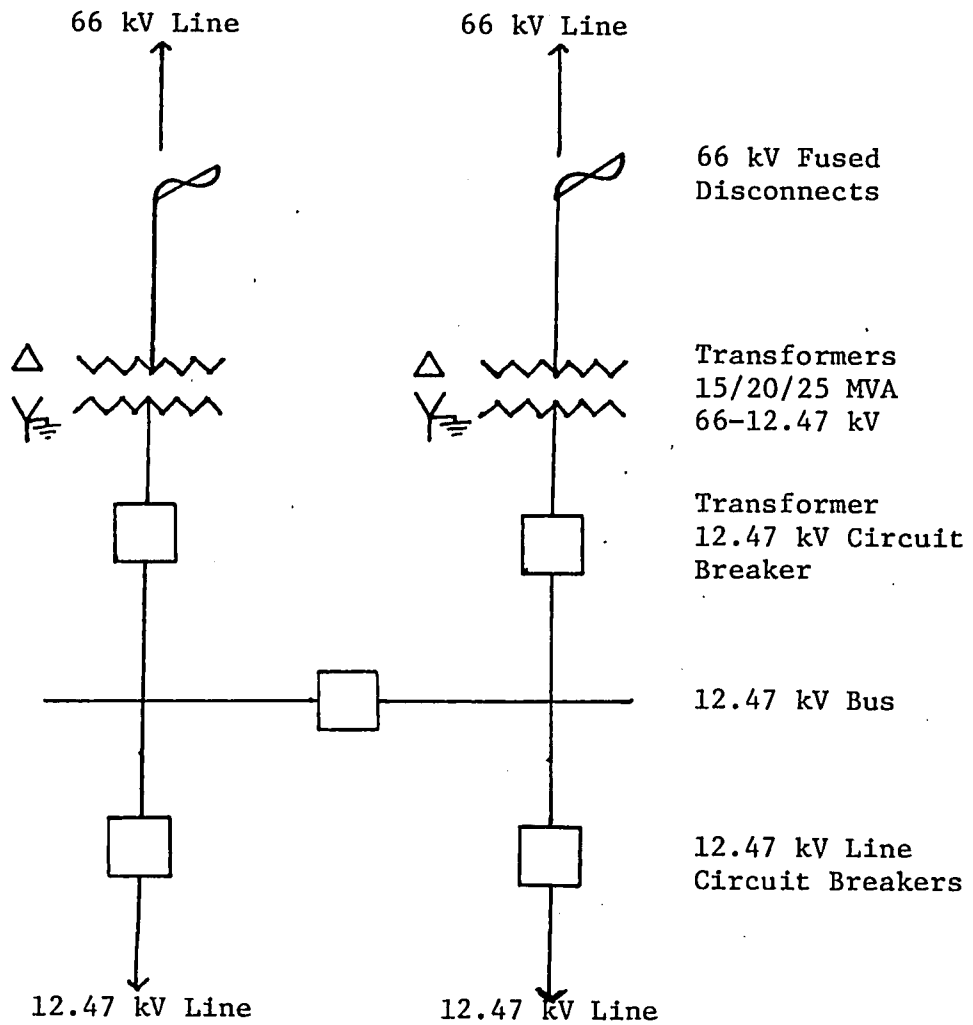 66 kV Line
66 kV Line
66 kV Fused
Disconnects
Transformers
15/20/25 MVA
66-12.47 kV
Transformer
12.47 kV Circuit
Breaker
12.47 kV Bus
12.47 kV Line
Circuit Breakers
12.47 kV Line
12.47 kV Line